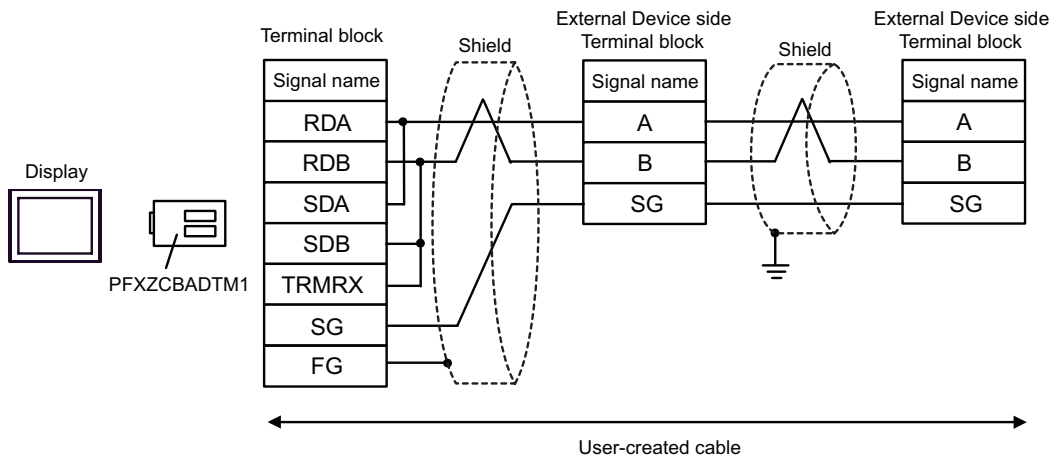 Display
PFXZCBADTM1
Terminal block
Signal name
RDA
RDB
SDA
SDB
TRMRX
SG
FG
Shield
External Device side
Terminal block
Signal name
A
B
SG
Shield
External Device side
Terminal block
Signal name
A
B
SG
User-created cable